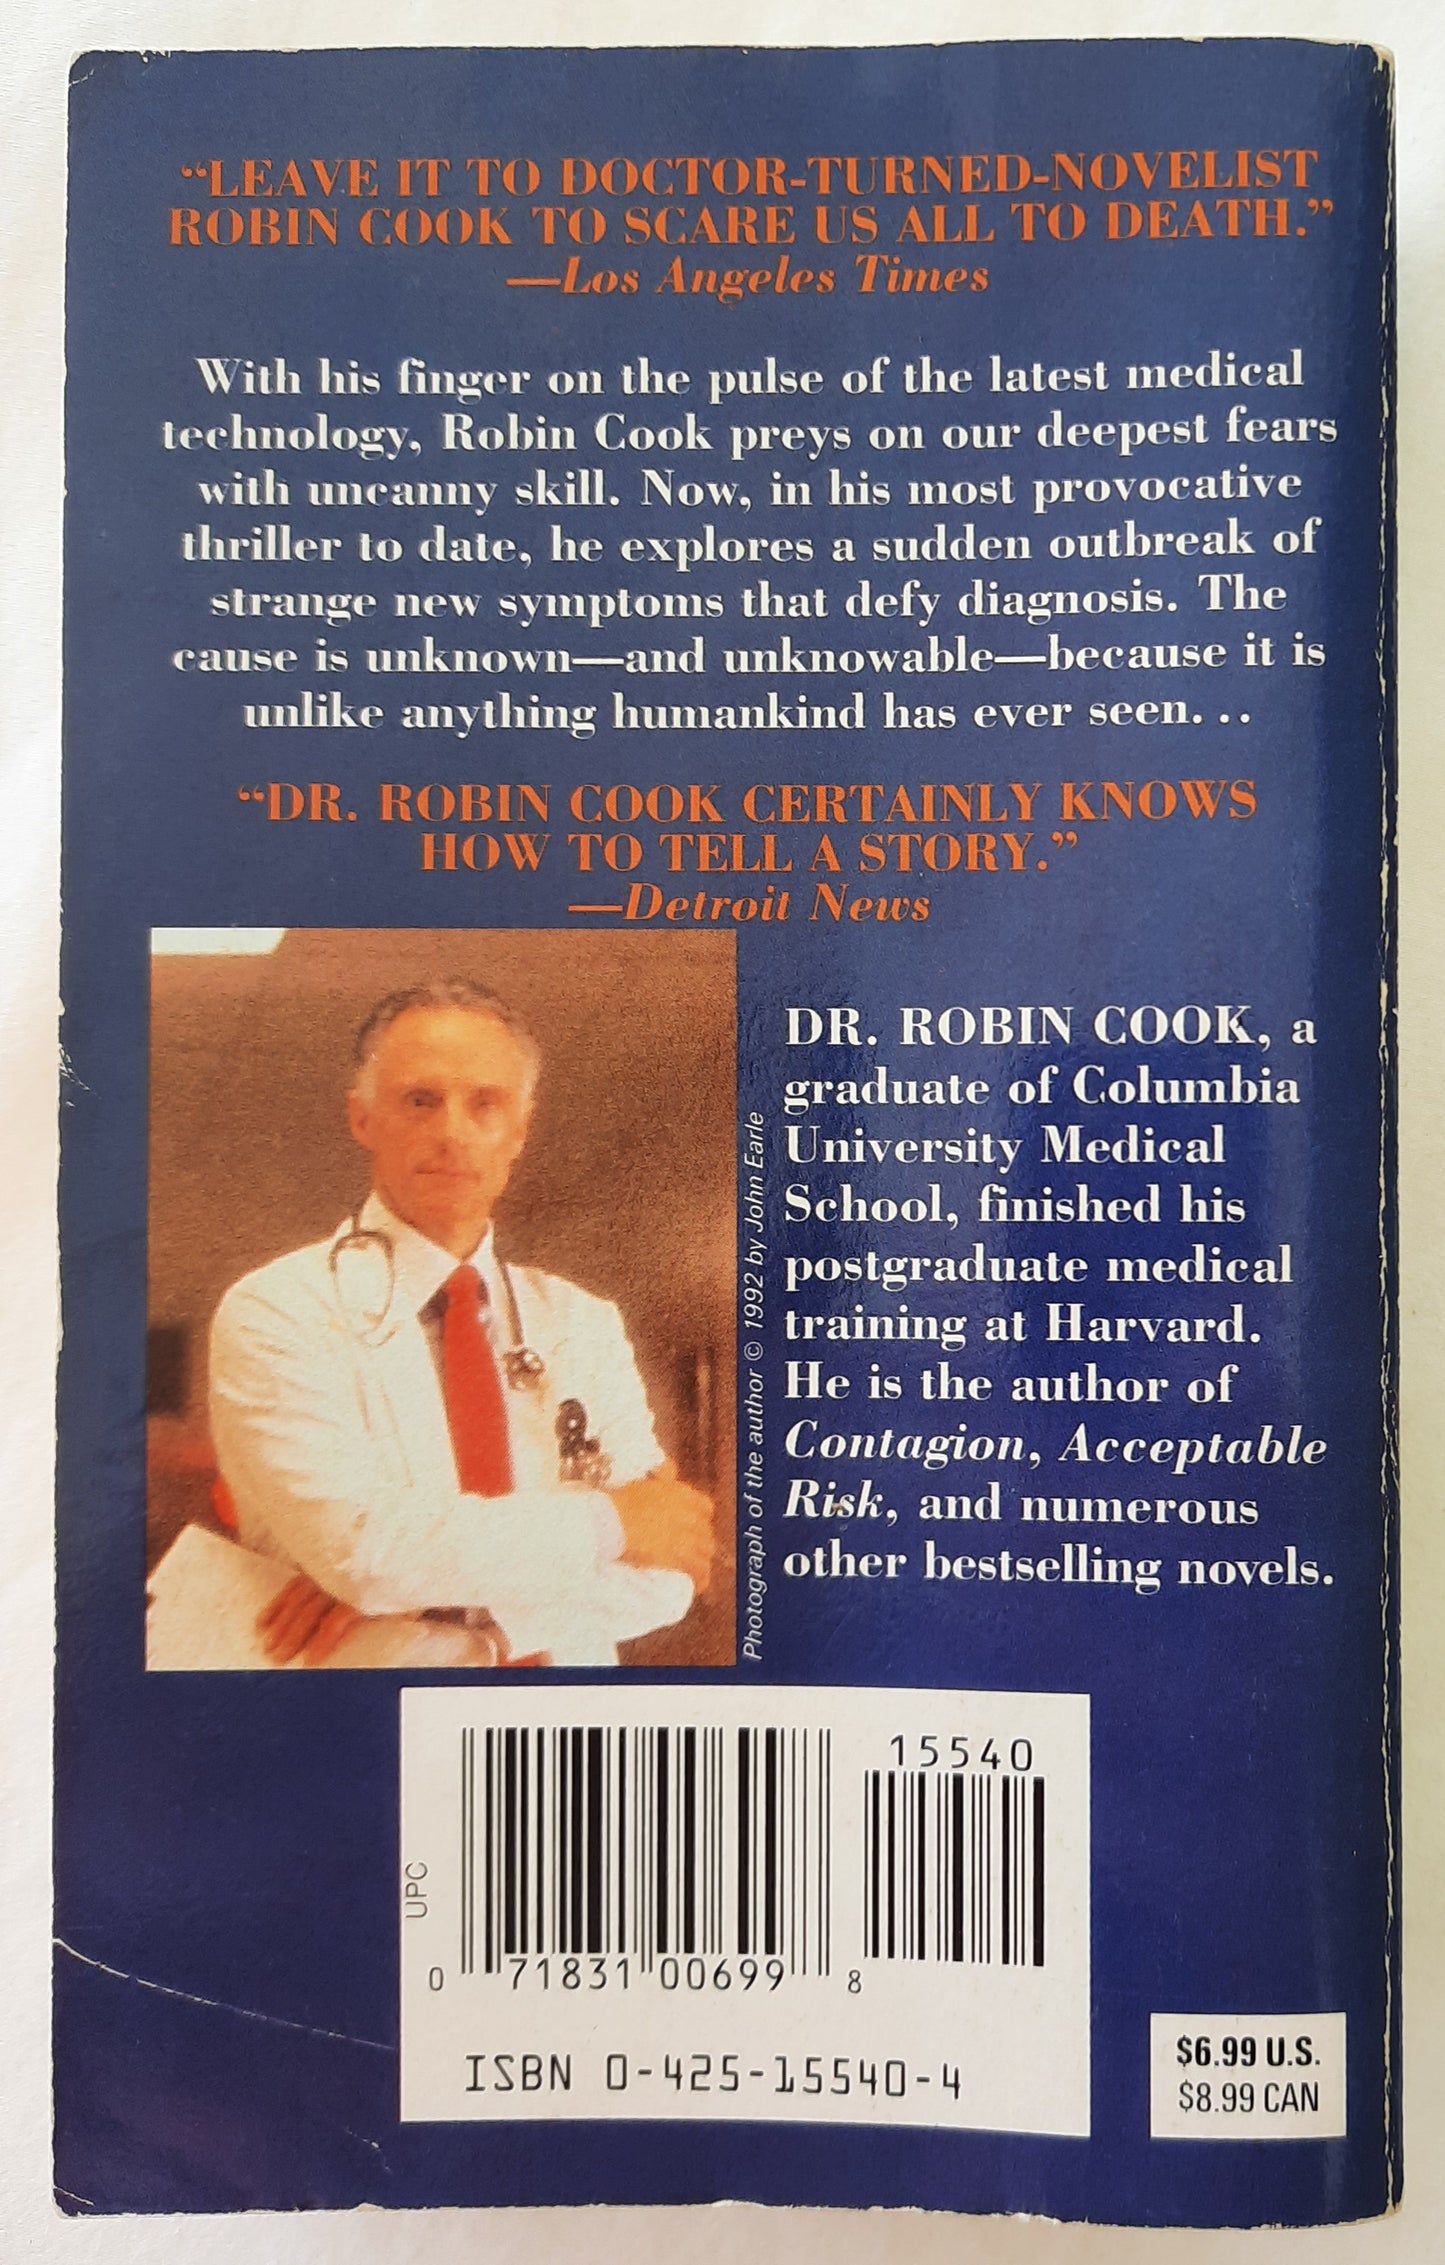 “LEAVE IT TO DOCTOR-TURNED-NOVELIST
ROBIN COOK TO SCARE US ALL TO DEATH.”
—Los Angeles Times
With his finger on the pulse of the latest medical
technology, Robin Cook preys on our deepest fears
with uncanny skill. Now, in his most provocative
thriller to date, he explores a sudden outbreak of
strange new symptoms that defy diagnosis. The
cause is unknown—and unknowable—because it is
unlike anything humankind has ever seen. . .
“DR. ROBIN COOK CERTAINLY KNOWS
HOW TO TELL A STORY.”
—Detroit News
Photograph of the author © 1992 by John Earle
DR. ROBIN COOK, a
graduate of Columbia
University Medical
School, finished his
postgraduate medical
training at Harvard.
He is the author of
Contagion, Acceptable
Risk, and numerous
other bestselling novels.
UPC
15540
0 71831 00699 8
ISBN 0-425-15540-4
$6.99 U.S.
$8.99 CAN